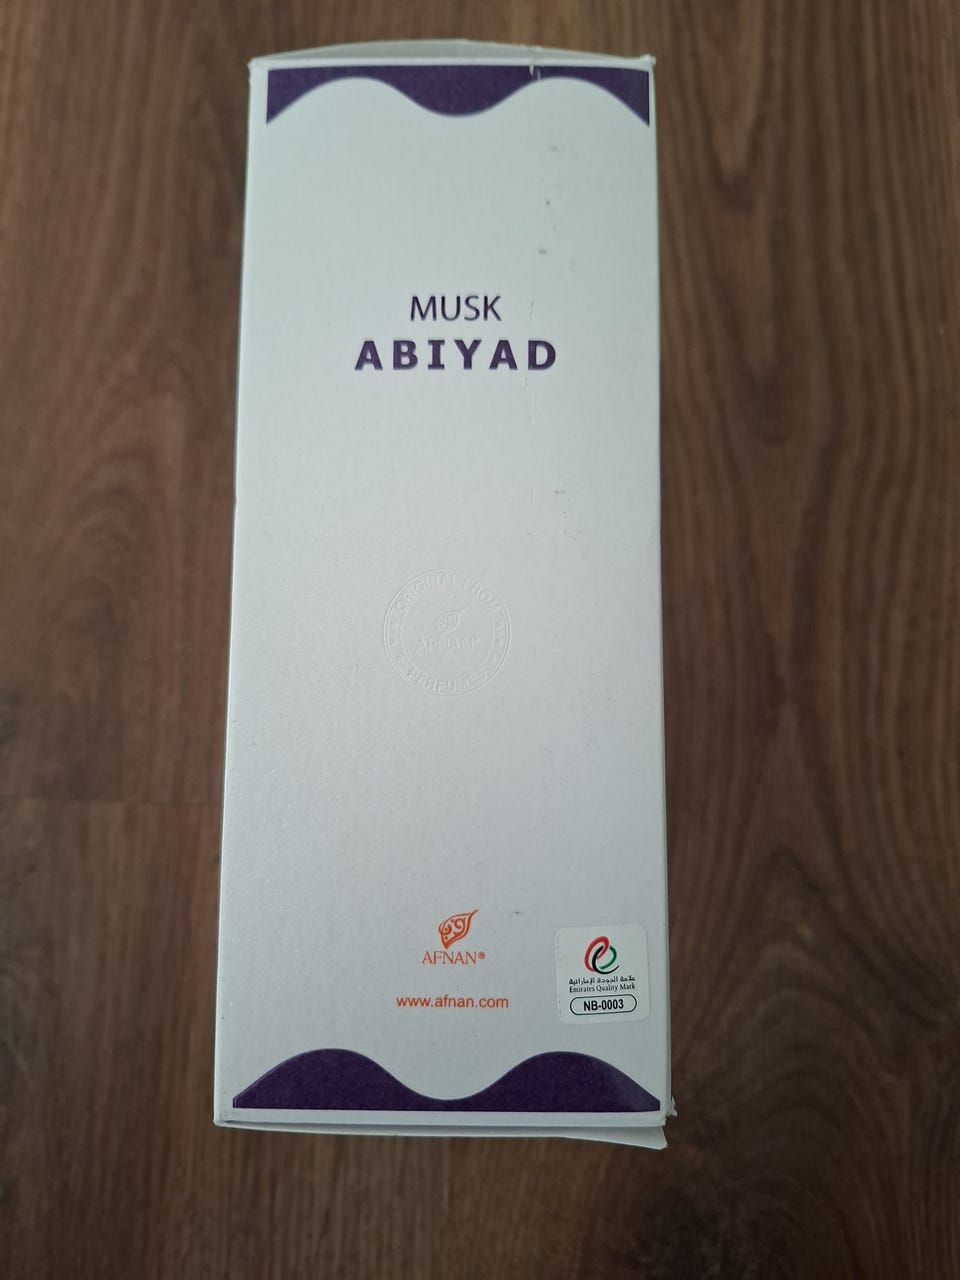 MUSK
ABIYAD
ORIGINAL FROM
AFNAN®
PERFUMES
AFNAN®
www.afnan.com
علامة الجودة الإماراتية
Emirates Quality Mark
NB-0003